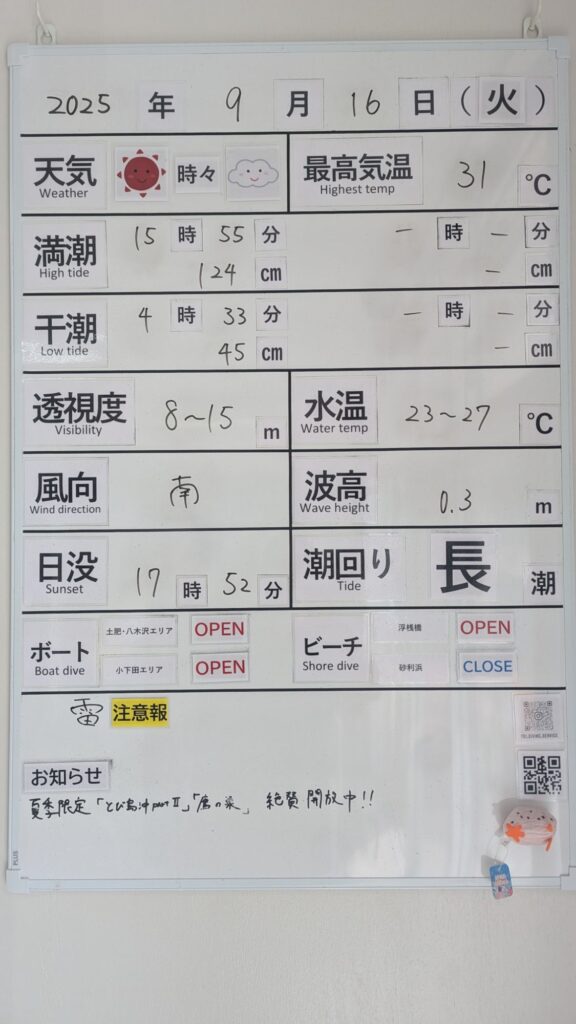 2025 年 9 月 16 日 (火)
天気 時々 最高気温 31 ℃
Weather Highest temp
満潮 15 時 55 分 - 時 - 分
High tide 124 cm - cm
干潮 4 時 33 分 - 時 - 分
Low tide 45 cm - cm
透視度 8~15 m 水温 23~27 ℃
Visibility Water temp
風向 南 波高 0.3 m
Wind direction Wave height
日没 17 時 52 分 潮回り 長 潮
Sunset Tide
ボート 土肥・八木沢エリア OPEN ビーチ 浮桟橋 OPEN
Boat dive 小下田エリア OPEN Shore dive 砂利浜 CLOSE
雷 注意報
お知らせ
夏季限定「とび島沖partⅡ」「 の 」絶賛開放中!!
PLUS